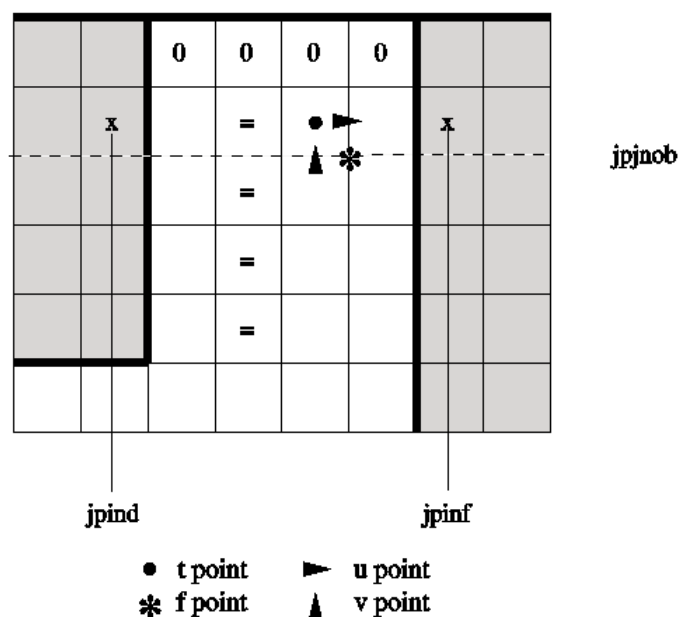 0 0 0 0
x = x
jpjnob
=
=
=
jpind jpinf
t point u point
f point v point